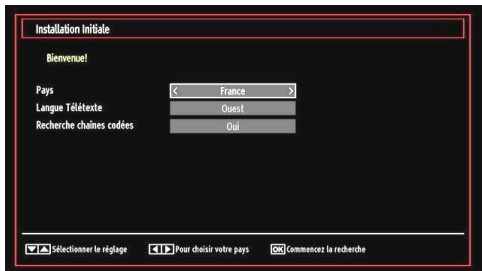 Installation Initiale
Bienvenue!
Pays < France >
Langue Télétexte Ouest
Recherche chaînes codées Oui
Sélectionner le réglage Pour choisir votre pays OK Commencez la recherche